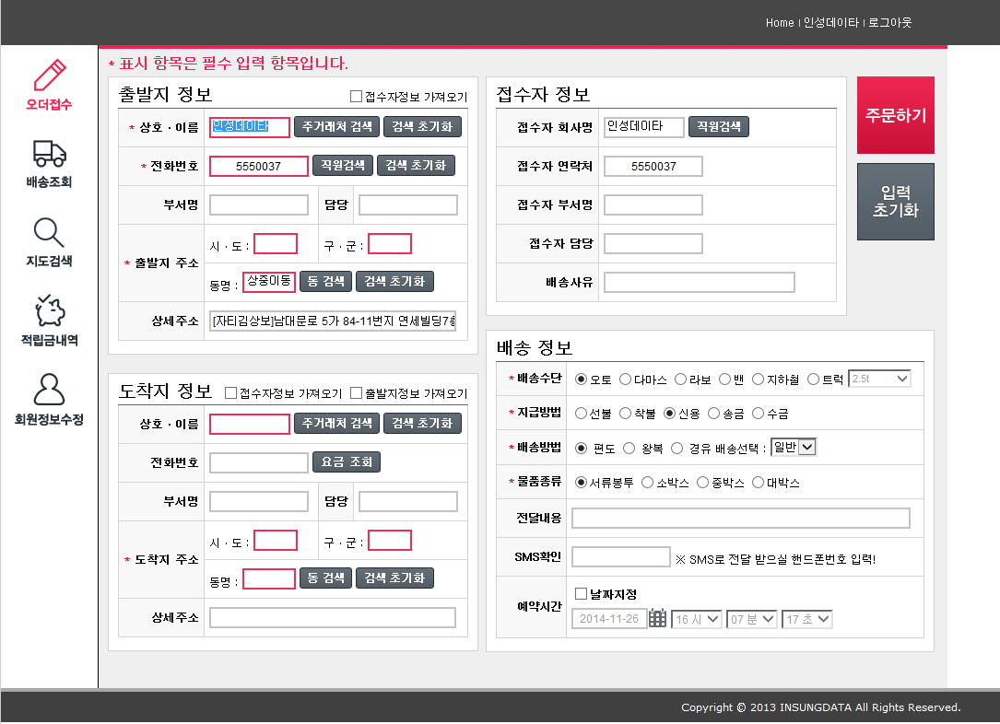 Home | 인성데이타 | 로그아웃
오더접수
배송조회
지도검색
적립금내역
회원정보수정
* 표시 항목은 필수 입력 항목입니다.
출발지 정보 접수자정보 가져오기
* 상호 · 이름 인성데이타 주거래처 검색 검색 초기화
* 전화번호 5550037 직원검색 검색 초기화
부서명 담당
* 출발지 주소 시 · 도 : 구 · 군 :
동명 : 상중이동 동 검색 검색 초기화
상세주소 [자티김상보]남대문로 5가 84-11번지 연세빌딩7층
도착지 정보 접수자정보 가져오기 출발지정보 가져오기
상호 · 이름 주거래처 검색 검색 초기화
전화번호 요금 조회
부서명 담당
* 도착지 주소 시 · 도 : 구 · 군 :
동명 : 동 검색 검색 초기화
상세주소
접수자 정보
접수자 회사명 인성데이타 직원검색
접수자 연락처 5550037
접수자 부서명
접수자 담당
배송사유
주문하기
입력
초기화
배송 정보
* 배송수단 오토 다마스 라보 밴 지하철 트럭 2.5t
* 지급방법 선불 착불 신용 송금 수금
* 배송방법 편도 왕복 경유 배송선택 : 일반
* 물품종류 서류봉투 소박스 중박스 대박스
전달내용
SMS확인 ※ SMS로 전달 받으실 핸드폰번호 입력!
예약시간 날짜지정
2014-11-26 16 시 07 분 17 초
Copyright © 2013 INSUNGDATA All Rights Reserved.